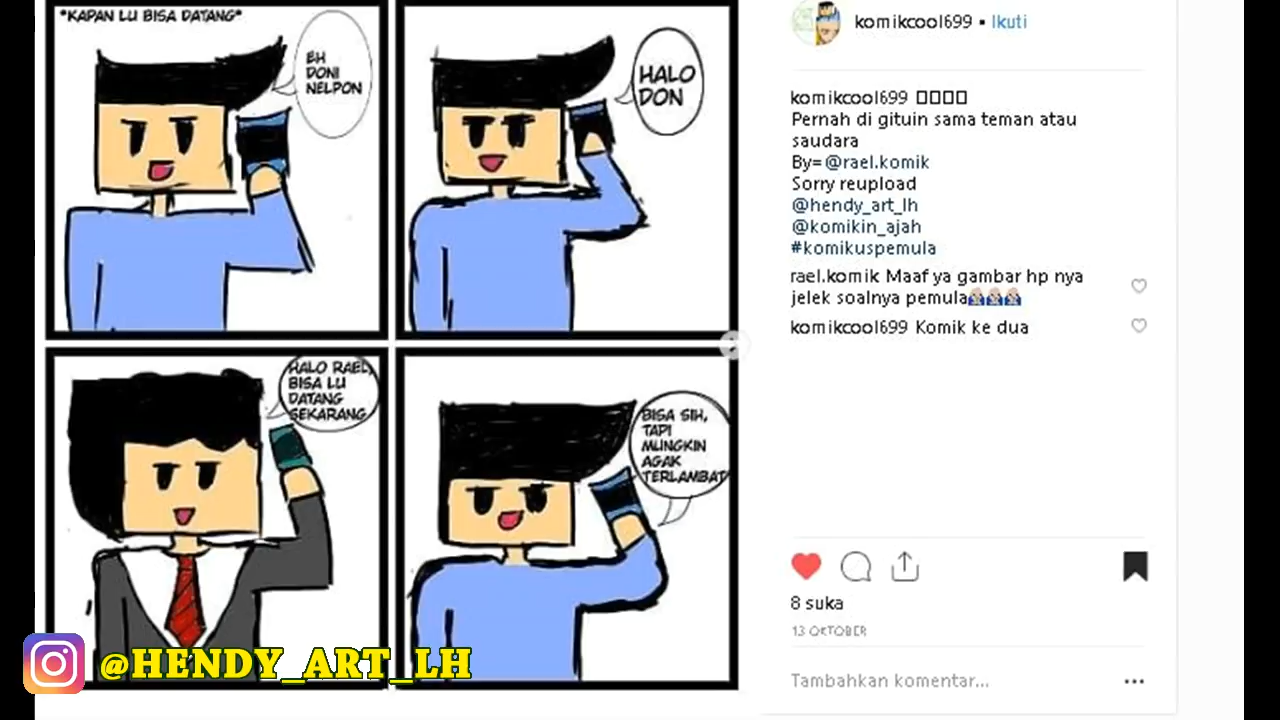 *KAPAN LU BISA DATANG*
EH
DONI
NELPON
HALO
DON
HALO RAEL,
BISA LU
DATANG
SEKARANG
BISA SIH,
TAPI
MUNGKIN
AGAK
TERLAMBAT
@HENDY_ART_LH
komikcool699 • Ikuti
komikcool699
Pernah di gituin sama teman atau
saudara
By= @rael.komik
Sorry reupload
@hendy_art_lh
@komikin_ajah
#komikuspemula
rael.komik Maaf ya gambar hp nya
jelek soalnya pemula🤦🏼‍♂️🤦🏼‍♂️🤦🏼‍♂️
komikcool699 Komik ke dua
8 suka
13 OKTOBER
Tambahkan komentar...